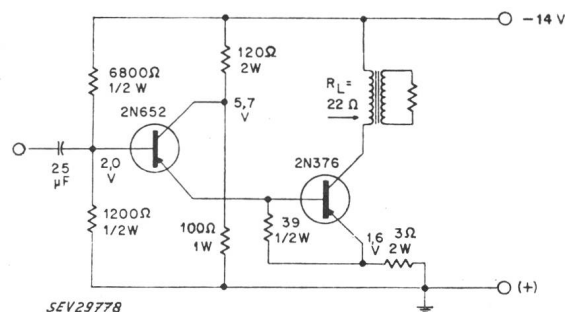 −14 V
6800Ω
1/2 W
120Ω
2W
R L =
22 Ω
2N652
5,7
V
2N376
25
μF
2,0
V
1200Ω
1/2W
100Ω
1W
39
1/2W
1,6
V
3Ω
2W
(+)
SEV29778